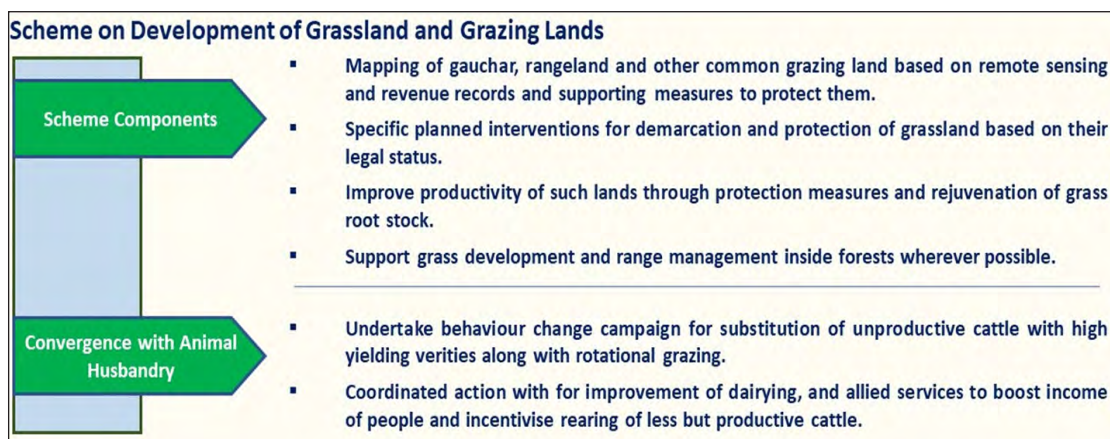 Scheme on Development of Grassland and Grazing Lands
Scheme Components
▪ Mapping of gauchar, rangeland and other common grazing land based on remote sensing
and revenue records and supporting measures to protect them.
▪ Specific planned interventions for demarcation and protection of grassland based on their
legal status.
▪ Improve productivity of such lands through protection measures and rejuvenation of grass
root stock.
▪ Support grass development and range management inside forests wherever possible.
Convergence with Animal
Husbandry
▪ Undertake behaviour change campaign for substitution of unproductive cattle with high
yielding verities along with rotational grazing.
▪ Coordinated action with for improvement of dairying, and allied services to boost income
of people and incentivise rearing of less but productive cattle.